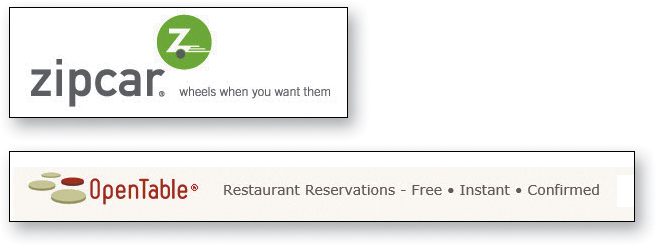 Z
zipcar® wheels when you want them
OpenTable® Restaurant Reservations - Free • Instant • Confirmed